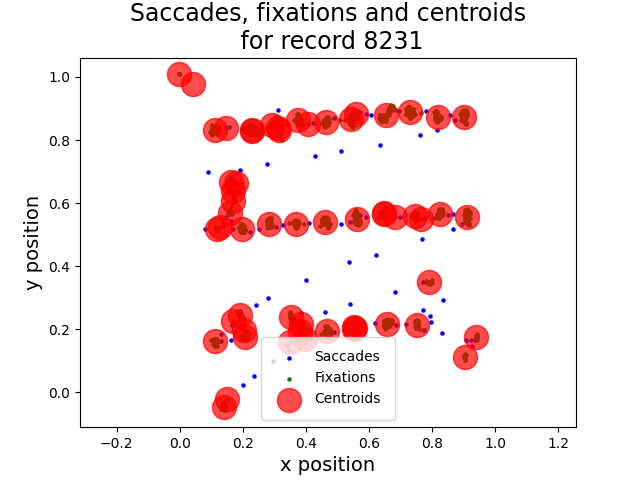 Saccades, fixations and centroids
for record 8231
1.0
0.8
0.6
0.4
0.2
0.0
y position
Saccades
Fixations
Centroids
−0.2
0.0
0.2
0.4
0.6
0.8
1.0
1.2
x position